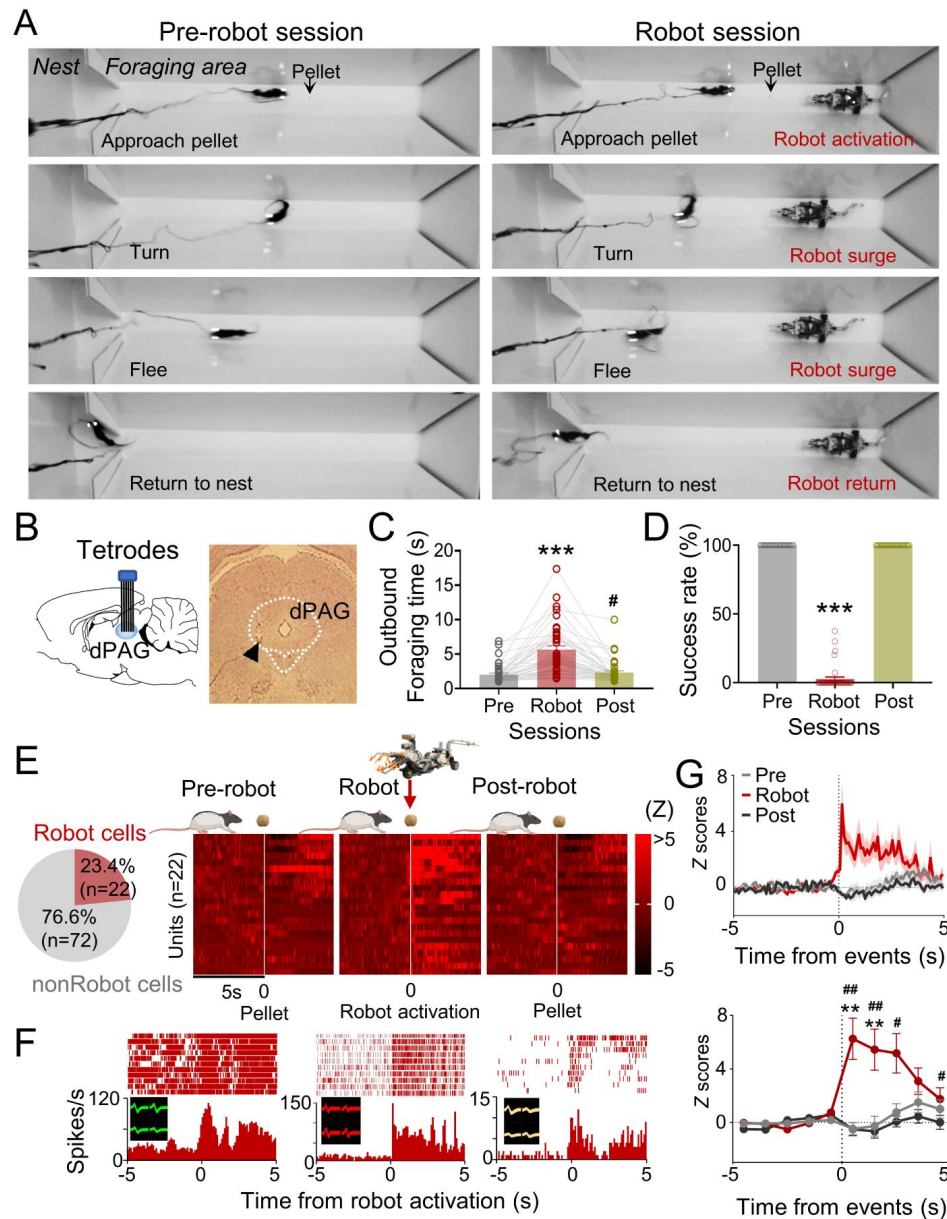 A
Pre-robot session
Robot session
Nest Foraging area
Pellet
Approach pellet
Pellet
Approach pellet
Robot activation
Turn
Turn
Robot surge
Flee
Flee
Robot surge
Return to nest
Return to nest
Robot return
B
Tetrodes
dPAG
dPAG
C
Outbound
Foraging time (s)
20
15
10
5
0
***
#
Pre Robot Post
Sessions
D
Success rate (%)
100
50
0
***
Pre Robot Post
Sessions
E
Robot cells
23.4%
(n=22)
76.6%
(n=72)
nonRobot cells
Pre-robot
Robot
Post-robot
Units (n=22)
(Z)
>5
0
-5
5s 0
0
0
Pellet
Robot activation
Pellet
F
Spikes/s
120
0
150
0
15
0
-5 0 5
-5 0 5
-5 0 5
Time from robot activation (s)
G
Pre
Robot
Post
Z scores
8
4
0
-5 0 5
Time from events (s)
Z scores
8
4
0
##
**
##
**
#
#
-5 0 5
Time from events (s)